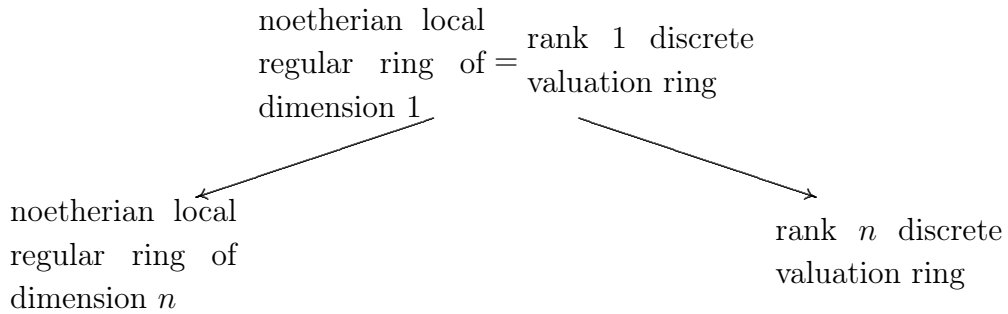 noetherian local
regular ring of
dimension 1
=
rank 1 discrete
valuation ring
noetherian local
regular ring of
dimension n
rank n discrete
valuation ring